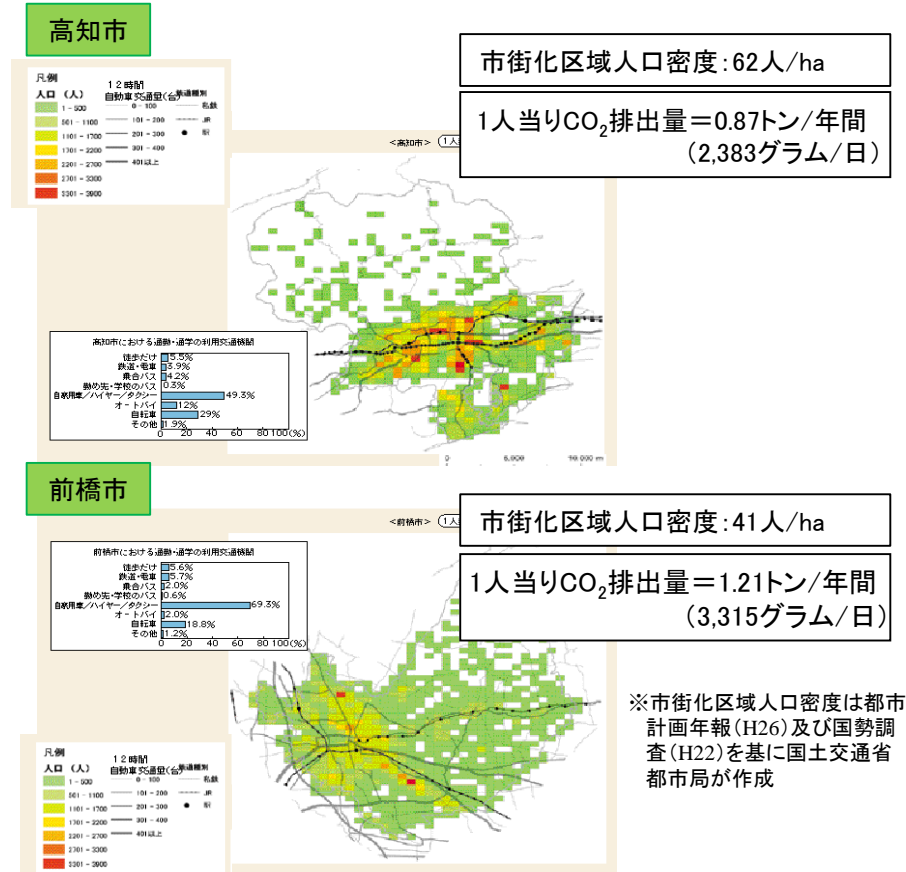 高知市
市街化区域人口密度:62人/ha
1人当りCO₂排出量=0.87トン/年間
(2,383グラム/日)
凡例
人口 (人)
1 - 500
501 - 1100
1101 - 1700
1701 - 2200
2201 - 2700
2701 - 3300
3301 - 3900
12時間
自動車交通量(台)
0 - 100
101 - 200
201 - 300
301 - 400
401以上
鉄道種別
私鉄
JR
駅
<高知市>
高知市における通勤・通学の利用交通機関
徒歩だけ 5.5%
鉄道・電車 3.9%
乗合バス 4.2%
勤め先・学校のバス 0.3%
自家用車/ハイヤー/タクシー 49.3%
オートバイ 12%
自転車 29%
その他 1.9%
0 20 40 60 80 100(%)
0 5,000 10,000 m
前橋市
市街化区域人口密度:41人/ha
1人当りCO₂排出量=1.21トン/年間
(3,315グラム/日)
<前橋市>
前橋市における通勤・通学の利用交通機関
徒歩だけ 5.6%
鉄道・電車 5.7%
乗合バス 2.0%
勤め先・学校のバス 0.6%
自家用車/ハイヤー/タクシー 69.3%
オートバイ 2.0%
自転車 18.8%
その他 1.2%
0 20 40 60 80 100(%)
※市街化区域人口密度は都市
計画年報(H26)及び国勢調
査(H22)を基に国土交通省
都市局が作成
凡例
人口 (人)
1 - 500
501 - 1100
1101 - 1700
1701 - 2200
2201 - 2700
2701 - 3300
3301 - 3900
12時間
自動車交通量(台)
0 - 100
101 - 200
201 - 300
301 - 400
401以上
鉄道種別
私鉄
JR
駅